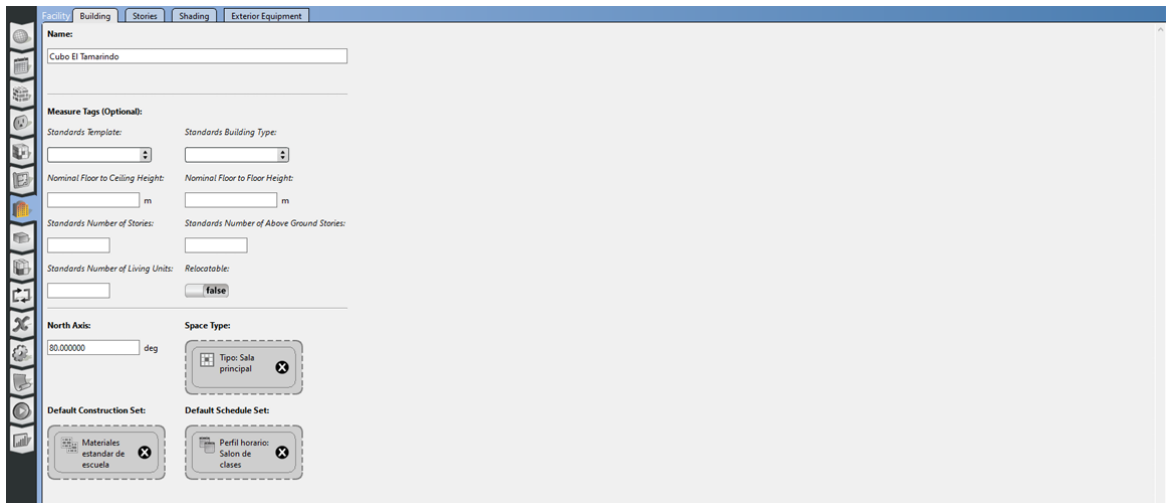 Facility Building Stories Shading Exterior Equipment
Name:
Cubo El Tamarindo
Measure Tags (Optional):
Standards Template: Standards Building Type:
Nominal Floor to Ceiling Height: Nominal Floor to Floor Height:
m m
Standards Number of Stories: Standards Number of Above Ground Stories:
Standards Number of Living Units: Relocatable:
false
North Axis: Space Type:
80.000000 deg
Tipo: Sala
principal
Default Construction Set: Default Schedule Set:
Materiales
estandar de
escuela
Perfil horario:
Salon de
clases